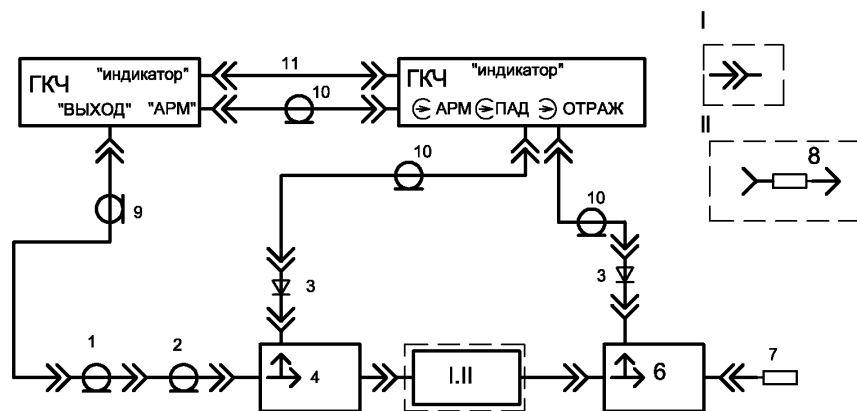 ГКЧ "индикатор"
"ВЫХОД" "АРМ"
11
10
ГКЧ "индикатор"
АРМ ПАД ОТРАЖ
I
II
8
10
10
9
3
3
1
2
4
I.II
6
7